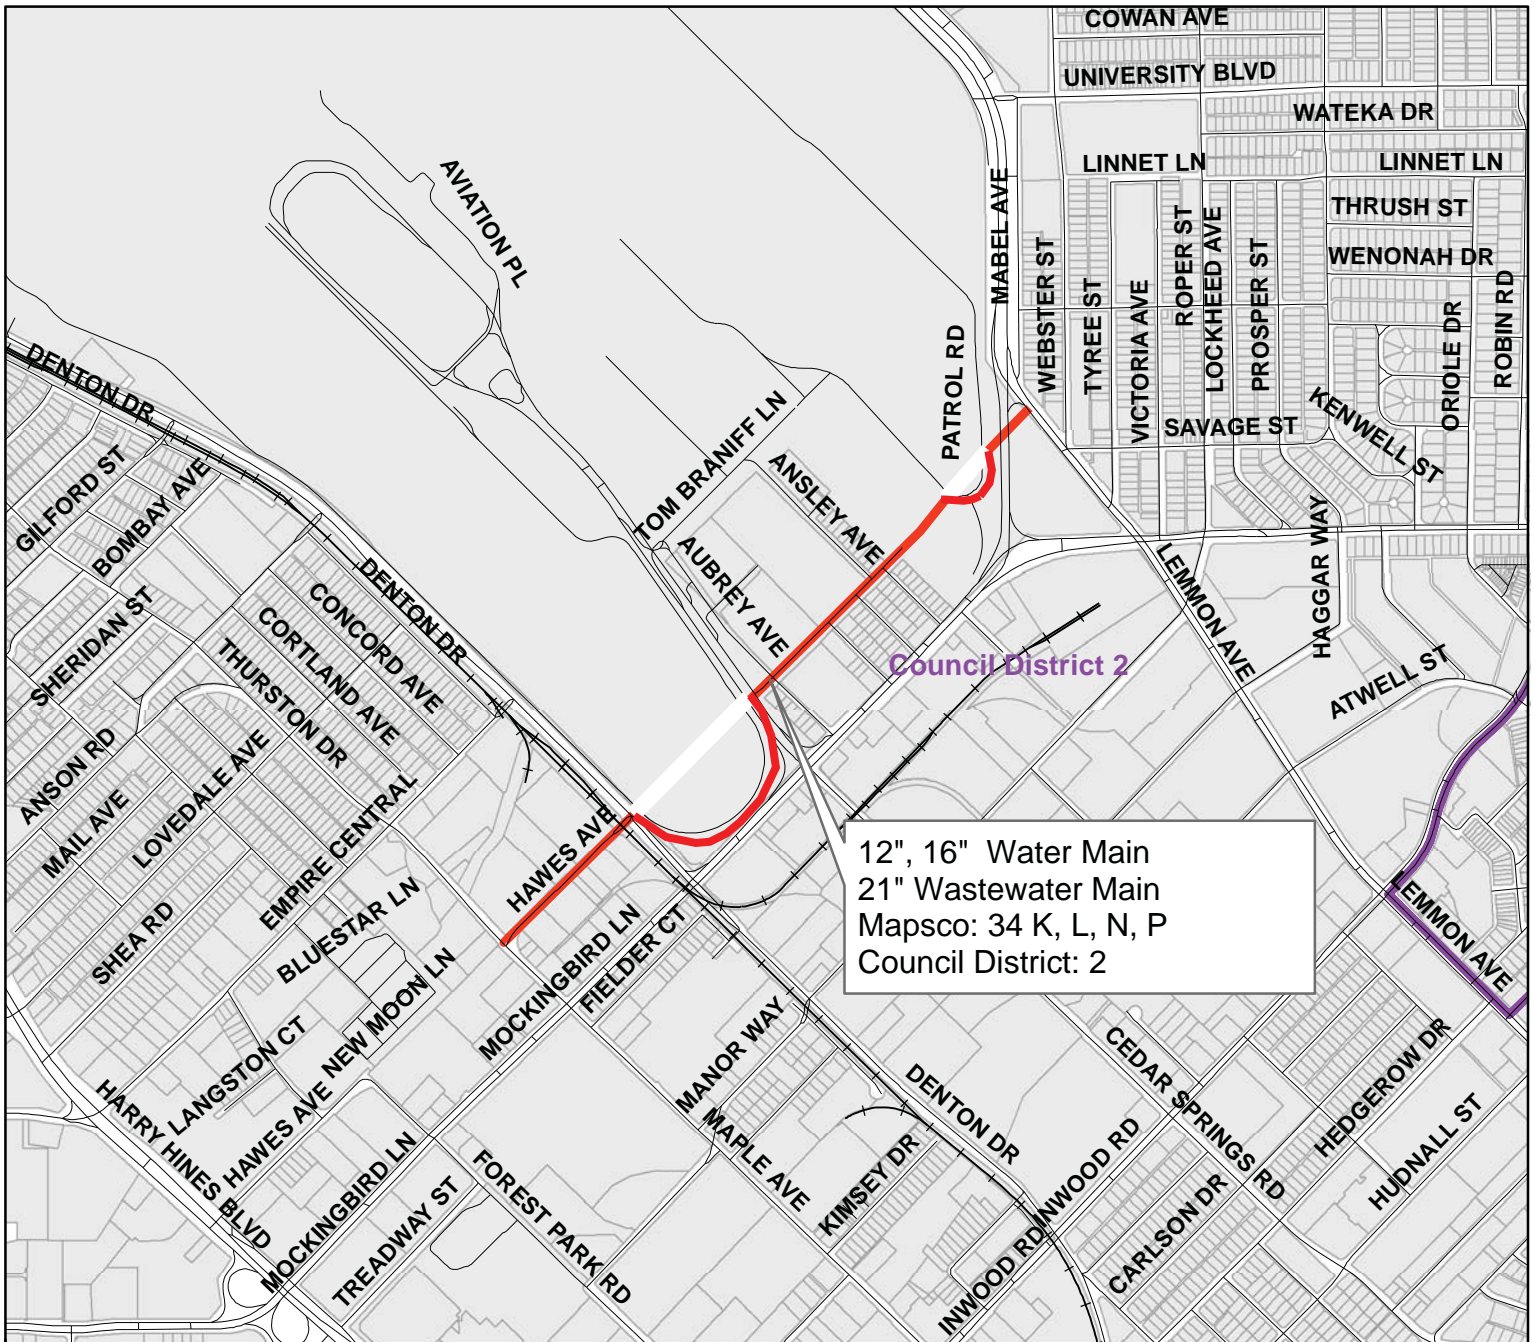 COWAN AVE
UNIVERSITY BLVD
WATEKA DR
LINNET LN
LINNET LN
AVIATION PL
MABEL AVE
THRUSH ST
ROPER ST
LOCKHEED AVE
PROSPER ST
WEBSTER ST
WENONAH DR
TYREE ST
VICTORIA AVE
ORIOLE DR
ROBIN RD
PATROL RD
DENTON DR
KENWELL ST
SAVAGE ST
TOM BRANIFF LN
ANSLEY AVE
GILFORD ST
BOMBAY AVE
HAGGAR WAY
AUBREY AVE
LEMMON AVE
DENTON DR
CONCORD AVE
SHERIDAN ST
CORTLAND AVE
THURSTON DR
Council District 2
ATWELL ST
ANSON RD
LOVEDALE AVE
MAIL AVE
EMPIRE CENTRAL
HAWES AVE
12", 16"  Water Main
21" Wastewater Main
Mapsco: 34 K, L, N, P
Council District: 2
LEMMON AVE
SHEA RD
BLUESTAR LN
MOCKINGBIRD LN
FIELDER CT
NEW MOON LN
LANGSTON CT
MANOR WAY
CEDAR SPRINGS RD
HEDGEROW DR
HARRY HINES BLVD
HAWES AVE
DENTON DR
MAPLE AVE
HUDNALL ST
INWOOD RD
KIMSEY DR
MOCKINGBIRD LN
TREADWAY ST
FOREST PARK RD
CARLSON DR
INWOOD RD